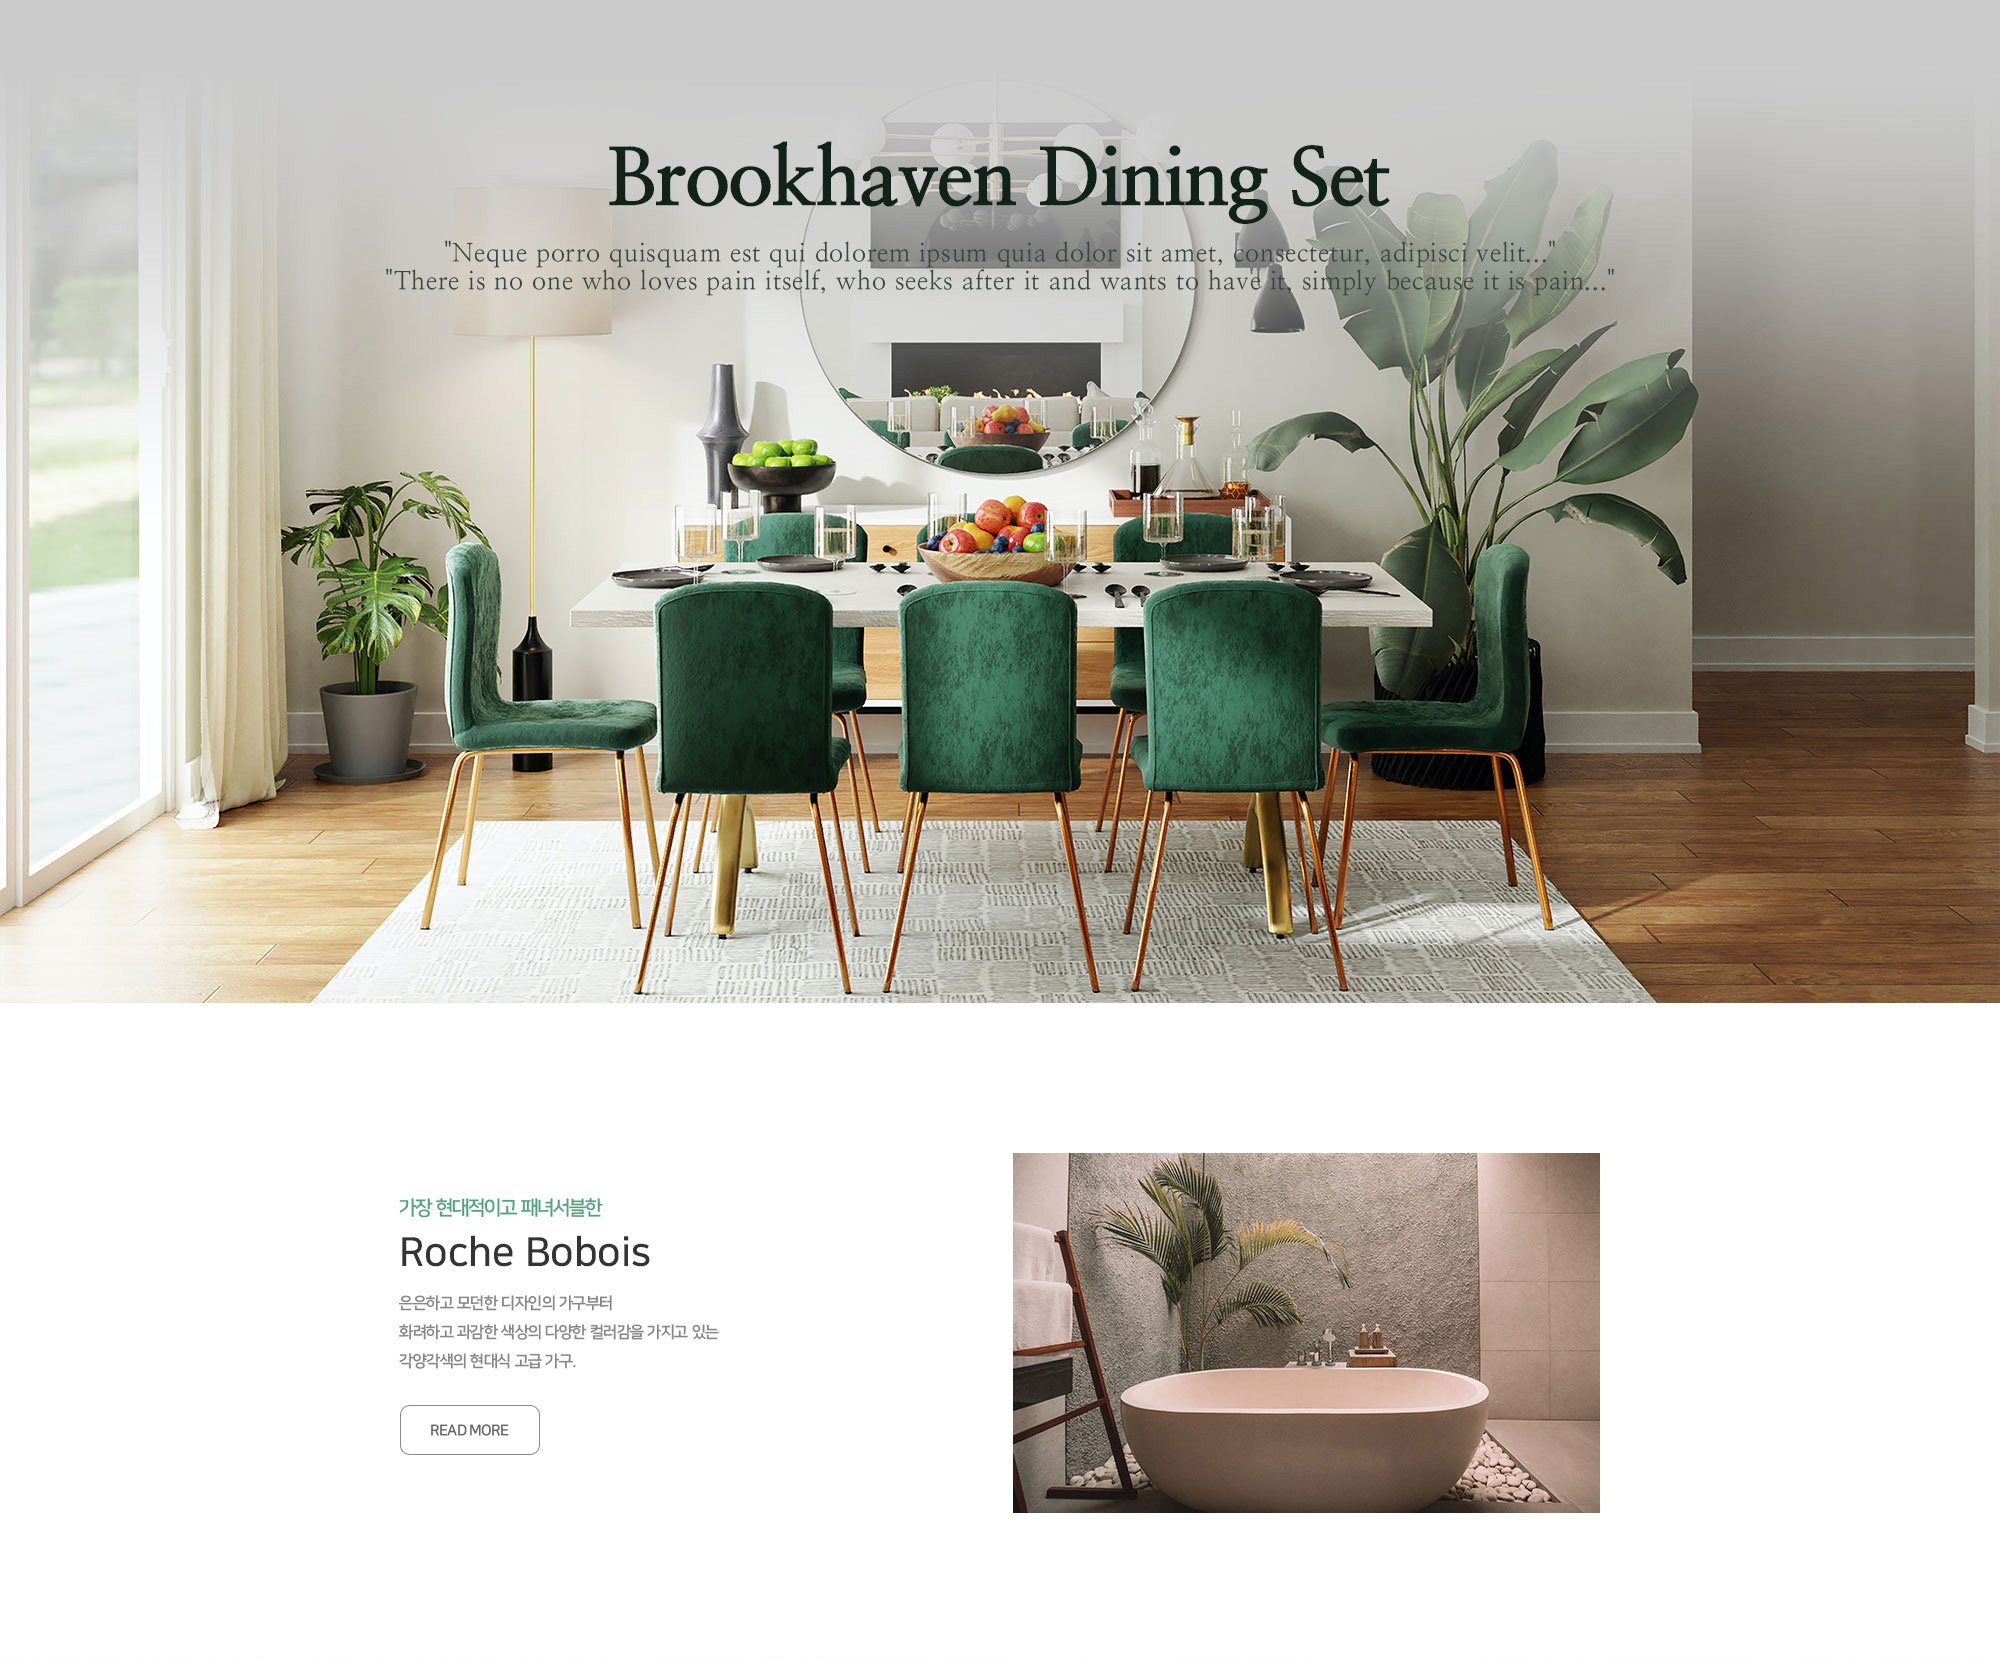 Brookhaven Dining Set
"Neque porro quisquam est qui dolorem ipsum quia dolor sit amet, consectetur, adipisci velit..."
"There is no one who loves pain itself, who seeks after it and wants to have it, simply because it is pain..."
가장 현대적이고 패녀서블한
Roche Bobois
은은하고 모던한 디자인의 가구부터
화려하고 과감한 색상의 다양한 컬러감을 가지고 있는
각양각색의 현대식 고급 가구.
READ MORE